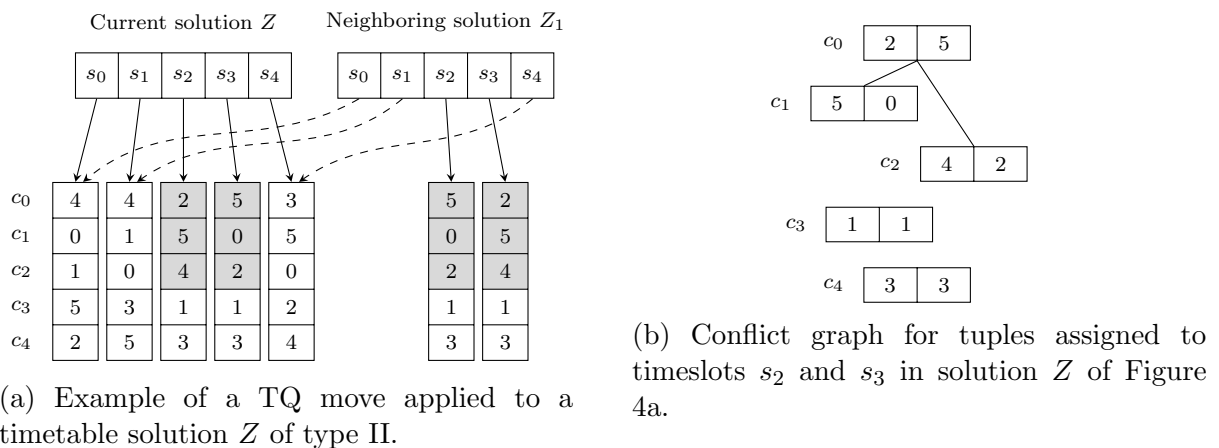 Current solution Z
Neighboring solution Z₁
s₀ s₁ s₂ s₃ s₄
s₀ s₁ s₂ s₃ s₄
c₀ 4 4 2 5 3 5 2
c₁ 0 1 5 0 5 0 5
c₂ 1 0 4 2 0 2 4
c₃ 5 3 1 1 2 1 1
c₄ 2 5 3 3 4 3 3
(a) Example of a TQ move applied to a
timetable solution Z of type II.
c₀ 2 5
c₁ 5 0
c₂ 4 2
c₃ 1 1
c₄ 3 3
(b) Conflict graph for tuples assigned to
timeslots s₂ and s₃ in solution Z of Figure
4a.